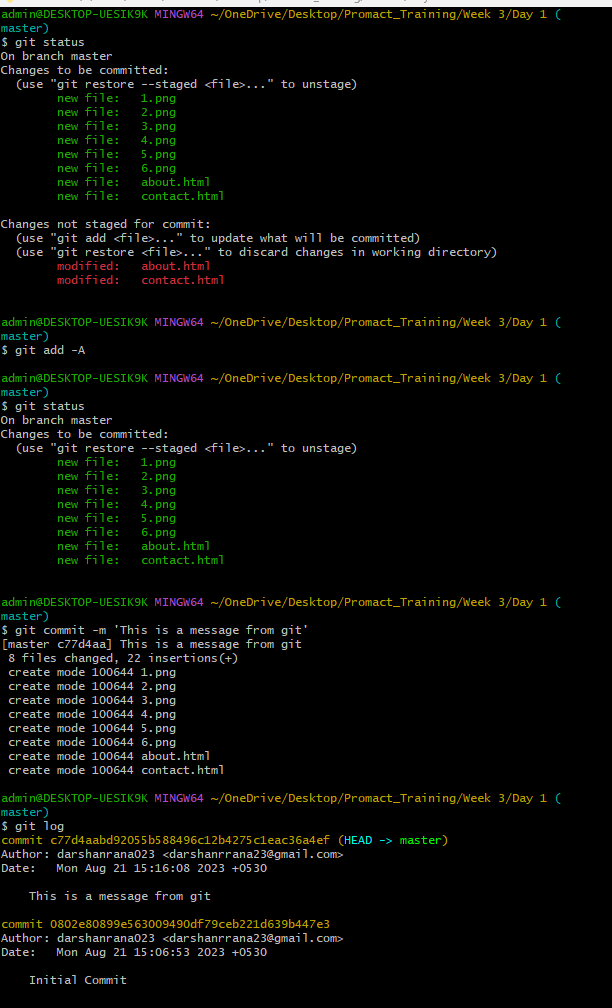 admin@DESKTOP-UESIK9K MINGW64 ~/OneDrive/Desktop/Promact_Training/Week 3/Day 1 (
master)
$ git status
On branch master
Changes to be committed:
  (use "git restore --staged <file>..." to unstage)
        new file:   1.png
        new file:   2.png
        new file:   3.png
        new file:   4.png
        new file:   5.png
        new file:   6.png
        new file:   about.html
        new file:   contact.html

Changes not staged for commit:
  (use "git add <file>..." to update what will be committed)
  (use "git restore <file>..." to discard changes in working directory)
        modified:   about.html
        modified:   contact.html


admin@DESKTOP-UESIK9K MINGW64 ~/OneDrive/Desktop/Promact_Training/Week 3/Day 1 (
master)
$ git add -A

admin@DESKTOP-UESIK9K MINGW64 ~/OneDrive/Desktop/Promact_Training/Week 3/Day 1 (
master)
$ git status
On branch master
Changes to be committed:
  (use "git restore --staged <file>..." to unstage)
        new file:   1.png
        new file:   2.png
        new file:   3.png
        new file:   4.png
        new file:   5.png
        new file:   6.png
        new file:   about.html
        new file:   contact.html


admin@DESKTOP-UESIK9K MINGW64 ~/OneDrive/Desktop/Promact_Training/Week 3/Day 1 (
master)
$ git commit -m 'This is a message from git'
[master c77d4aa] This is a message from git
 8 files changed, 22 insertions(+)
 create mode 100644 1.png
 create mode 100644 2.png
 create mode 100644 3.png
 create mode 100644 4.png
 create mode 100644 5.png
 create mode 100644 6.png
 create mode 100644 about.html
 create mode 100644 contact.html

admin@DESKTOP-UESIK9K MINGW64 ~/OneDrive/Desktop/Promact_Training/Week 3/Day 1 (
master)
$ git log
commit c77d4aabd92055b588496c12b4275c1eac36a4ef (HEAD -> master)
Author: darshanrana023 <darshanrrana23@gmail.com>
Date:   Mon Aug 21 15:16:08 2023 +0530

    This is a message from git

commit 0802e80899e563009490df79ceb221d639b447e3
Author: darshanrana023 <darshanrrana23@gmail.com>
Date:   Mon Aug 21 15:06:53 2023 +0530

    Initial Commit